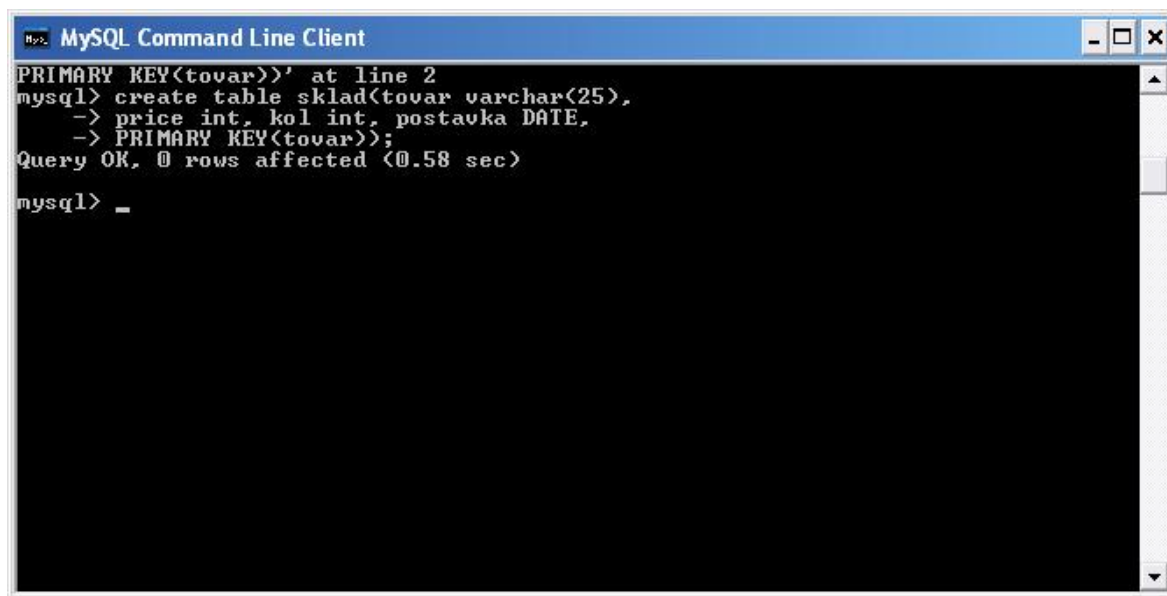 MySQL Command Line Client
PRIMARY KEY(tovar))' at line 2
mysql> create table sklad(tovar varchar(25),
    -> price int, kol int, postavka DATE,
    -> PRIMARY KEY(tovar));
Query OK, 0 rows affected (0.58 sec)
mysql> _